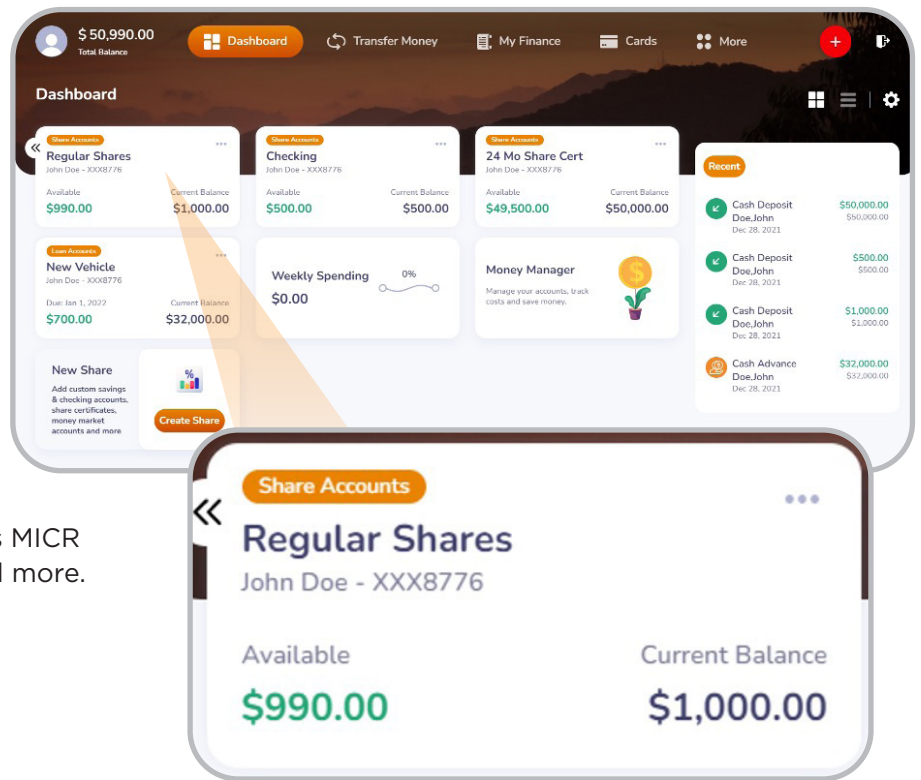 $ 50,990.00
Total Balance
Dashboard
Transfer Money
My Finance
Cards
More
+
Dashboard
Share Accounts
Regular Shares
John Doe - XXX8776
Available Current Balance
$990.00 $1,000.00
Share Accounts
Checking
John Doe - XXX8776
Available Current Balance
$500.00 $500.00
Share Accounts
24 Mo Share Cert
John Doe - XXX8776
Available Current Balance
$49,500.00 $50,000.00
Loan Accounts
New Vehicle
John Doe - XXX8776
Due: Jan 1, 2022 Current Balance
$700.00 $32,000.00
Weekly Spending 0%
$0.00
Money Manager
Manage your accounts, track
costs and save money.
New Share
Add custom savings
& checking accounts,
share certificates,
money market
accounts and more
%
Create Share
Recent
Cash Deposit $50,000.00
Doe,John $50,000.00
Dec 28, 2021
Cash Deposit $500.00
Doe,John $500.00
Dec 28, 2021
Cash Deposit $1,000.00
Doe,John $1,000.00
Dec 28, 2021
Cash Advance $32,000.00
Doe,John $32,000.00
Dec 28, 2021
s MICR
l more.
Share Accounts
Regular Shares
John Doe - XXX8776
Available Current Balance
$990.00 $1,000.00